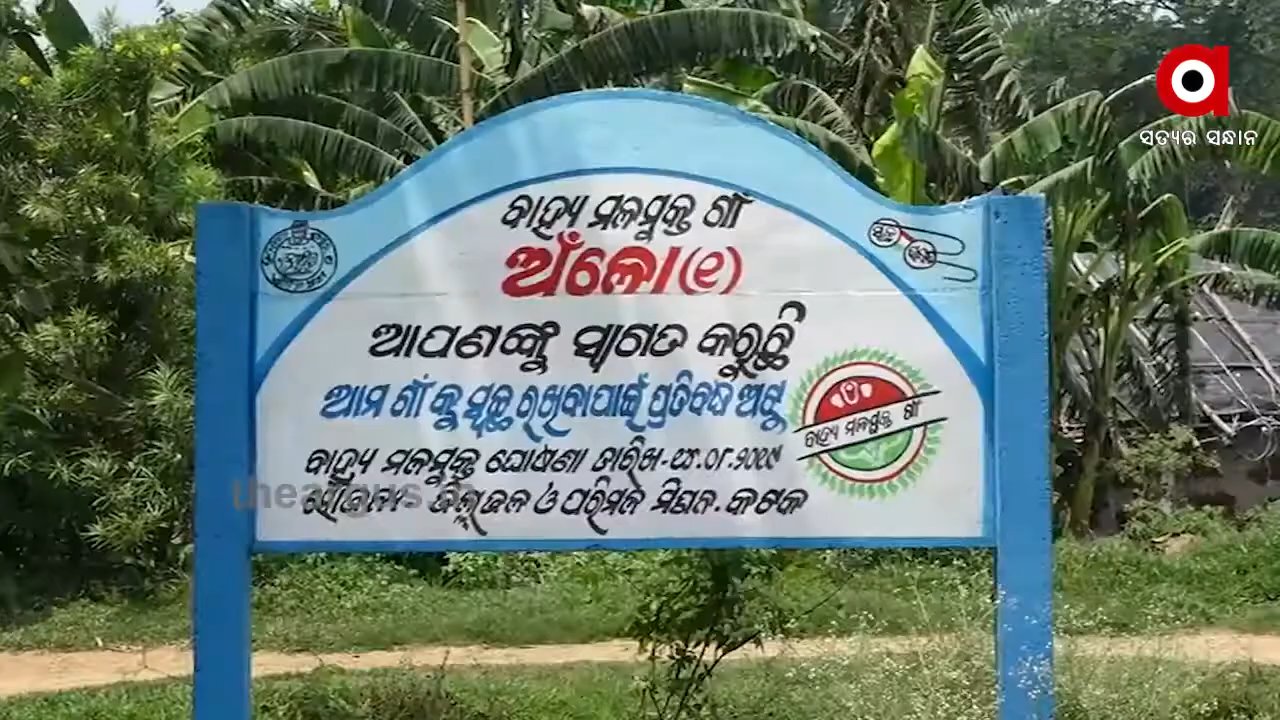 ସତ୍ୟର ସନ୍ଧାନ
ବାହ୍ୟ ମଳମୁକ୍ତ ଗାଁ
ଅଁଳୋ(୧)
ଆପଣଙ୍କୁ ସ୍ୱାଗତ କରୁଛି
ଆମ ଗାଁ କୁ ସ୍ୱଚ୍ଛ ରଖିବାପାଇଁ ପ୍ରତିବଦ୍ଧ ଅଟୁ
ବାହ୍ୟ ମଳମୁକ୍ତ ଗାଁ
ବାହ୍ୟ ମଳମୁକ୍ତ ଘୋଷଣା ତାରିଖ-
ଜିଲ୍ଲା ଜଳ ଓ ପରିମଳ ମିଶନ. କଟକ